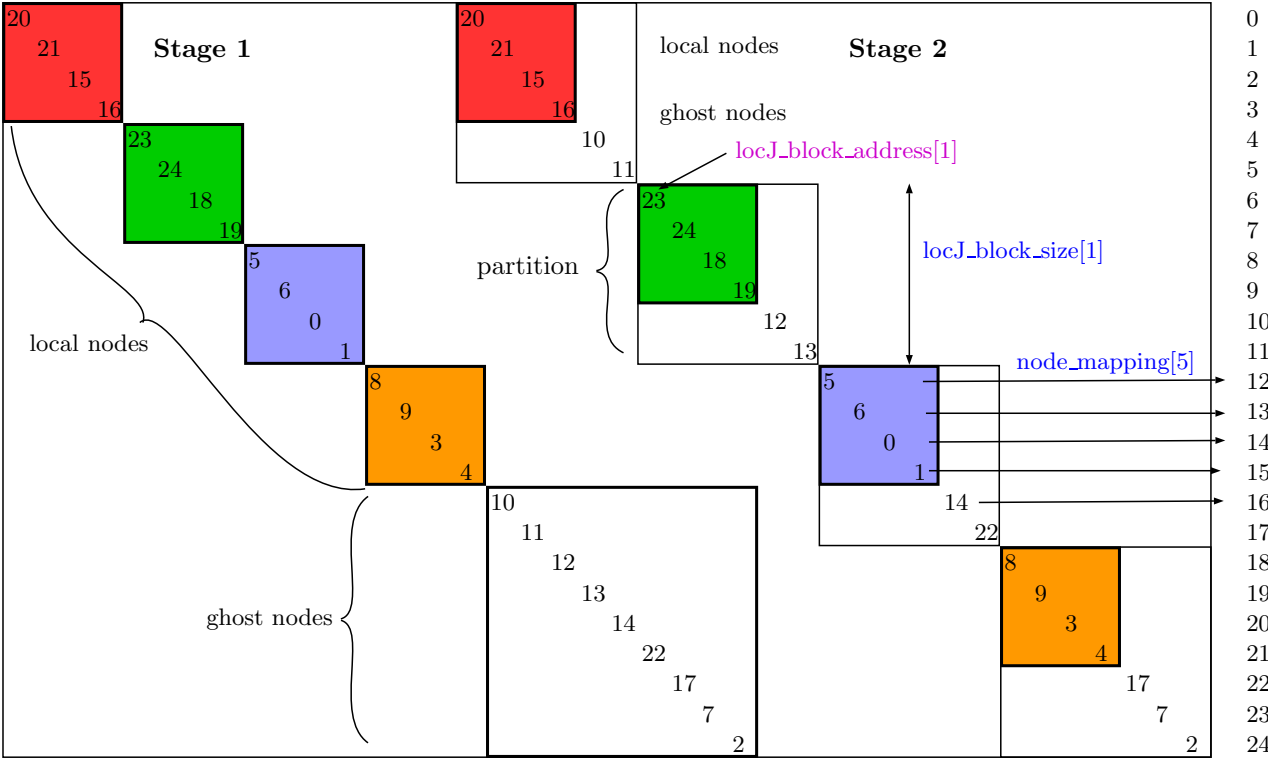 20 20 0
21 Stage 1 21 local nodes Stage 2 1
15 15 2
16 16 ghost nodes 3
23 10 4
locJ_block_address[1]
24 11 5
18 23 6
19 24 7
5 partition 18 locJ_block_size[1] 8
6 19 9
0 12 10
local nodes 1 13 11
node_mapping[5]
8 5 12
9 6 13
3 0 14
4 1 15
10 14 16
11 22 17
12 8 18
13 9 19
ghost nodes 14 3 20
22 4 21
17 17 22
7 7 23
2 2 24